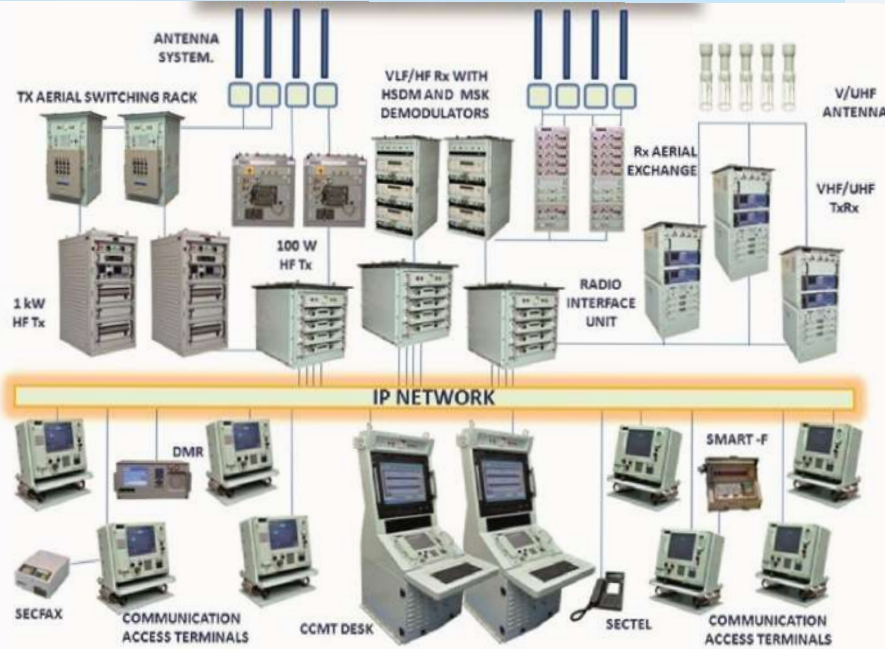 ANTENNA
SYSTEM.
TX AERIAL SWITCHING RACK
VLF/HF Rx WITH
HSDM AND MSK
DEMODULATORS
V/UHF
ANTENNA
Rx AERIAL
EXCHANGE
VHF/UHF
TxRx
100 W
HF Tx
1 kW
HF Tx
RADIO
INTERFACE
UNIT
IP NETWORK
DMR
SMART -F
SECFAX
COMMUNICATION
ACCESS TERMINALS
CCMT DESK
SECTEL
COMMUNICATION
ACCESS TERMINALS